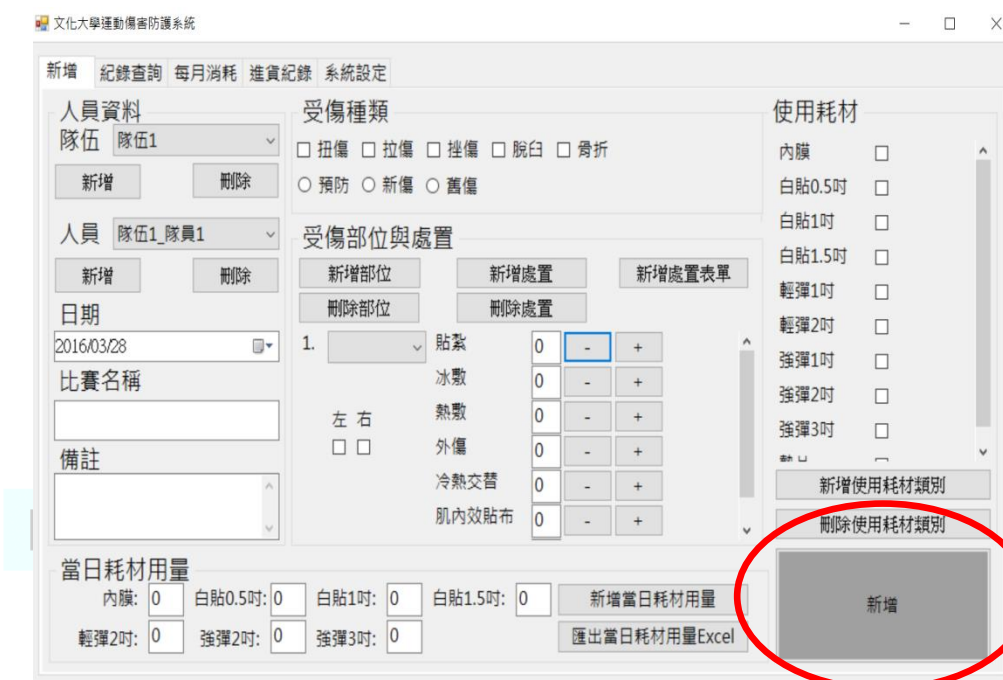 文化大學運動傷害防護系統
新增 紀錄查詢 每月消耗 進貨紀錄 系統設定
人員資料
隊伍 隊伍1
新增 刪除
人員 隊伍1_隊員1
新增 刪除
日期
2016/03/28
比賽名稱
備註
受傷種類
扭傷 拉傷 挫傷 脫臼 骨折
預防 新傷 舊傷
受傷部位與處置
新增部位 新增處置 新增處置表單
刪除部位 刪除處置
1. 貼紮 0 - +
冰敷 0 - +
左 右 熱敷 0 - +
外傷 0 - +
冷熱交替 0 - +
肌內效貼布 0 - +
使用耗材
內膜
白貼0.5吋
白貼1吋
白貼1.5吋
輕彈1吋
輕彈2吋
強彈1吋
強彈2吋
強彈3吋
新增使用耗材類別
刪除使用耗材類別
新增
當日耗材用量
內膜: 0 白貼0.5吋: 0 白貼1吋: 0 白貼1.5吋: 0 新增當日耗材用量
輕彈2吋: 0 強彈2吋: 0 強彈3吋: 0 匯出當日耗材用量Excel